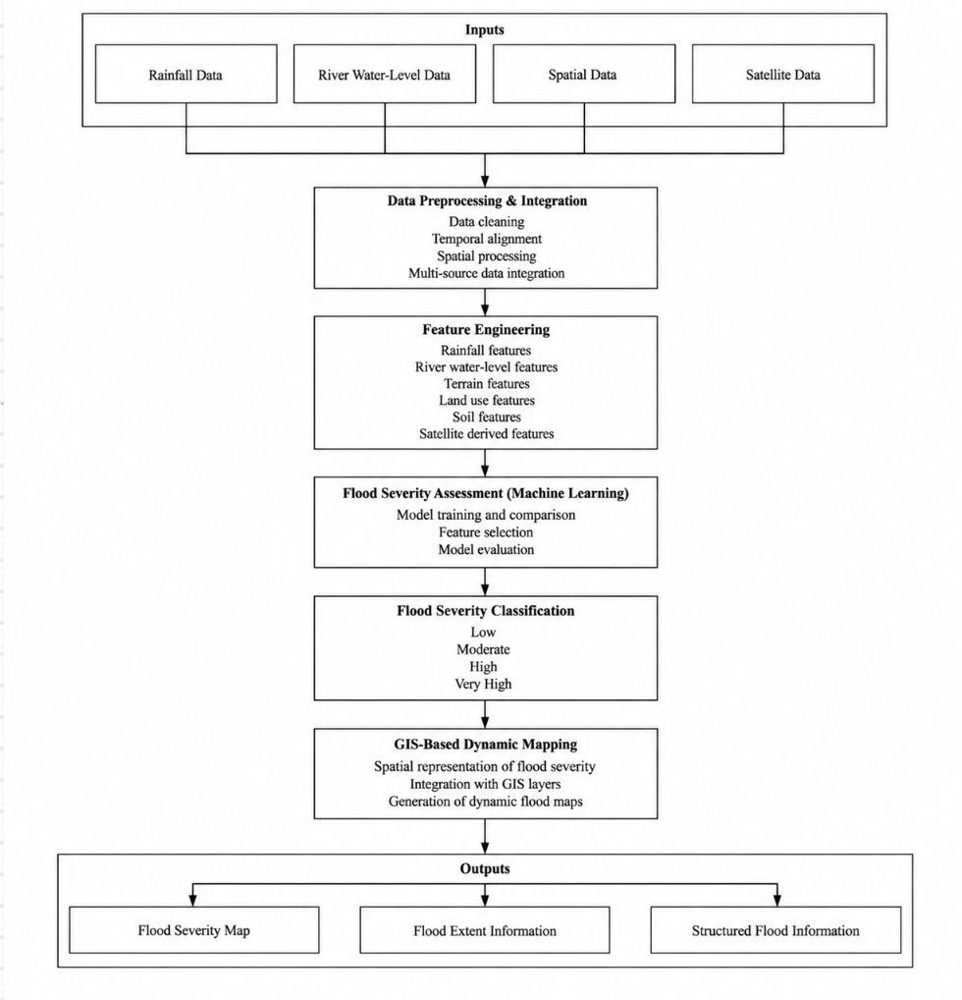 Inputs
Rainfall Data
River Water-Level Data
Spatial Data
Satellite Data
Data Preprocessing & Integration
Data cleaning
Temporal alignment
Spatial processing
Multi-source data integration
Feature Engineering
Rainfall features
River water-level features
Terrain features
Land use features
Soil features
Satellite derived features
Flood Severity Assessment (Machine Learning)
Model training and comparison
Feature selection
Model evaluation
Flood Severity Classification
Low
Moderate
High
Very High
GIS-Based Dynamic Mapping
Spatial representation of flood severity
Integration with GIS layers
Generation of dynamic flood maps
Outputs
Flood Severity Map
Flood Extent Information
Structured Flood Information